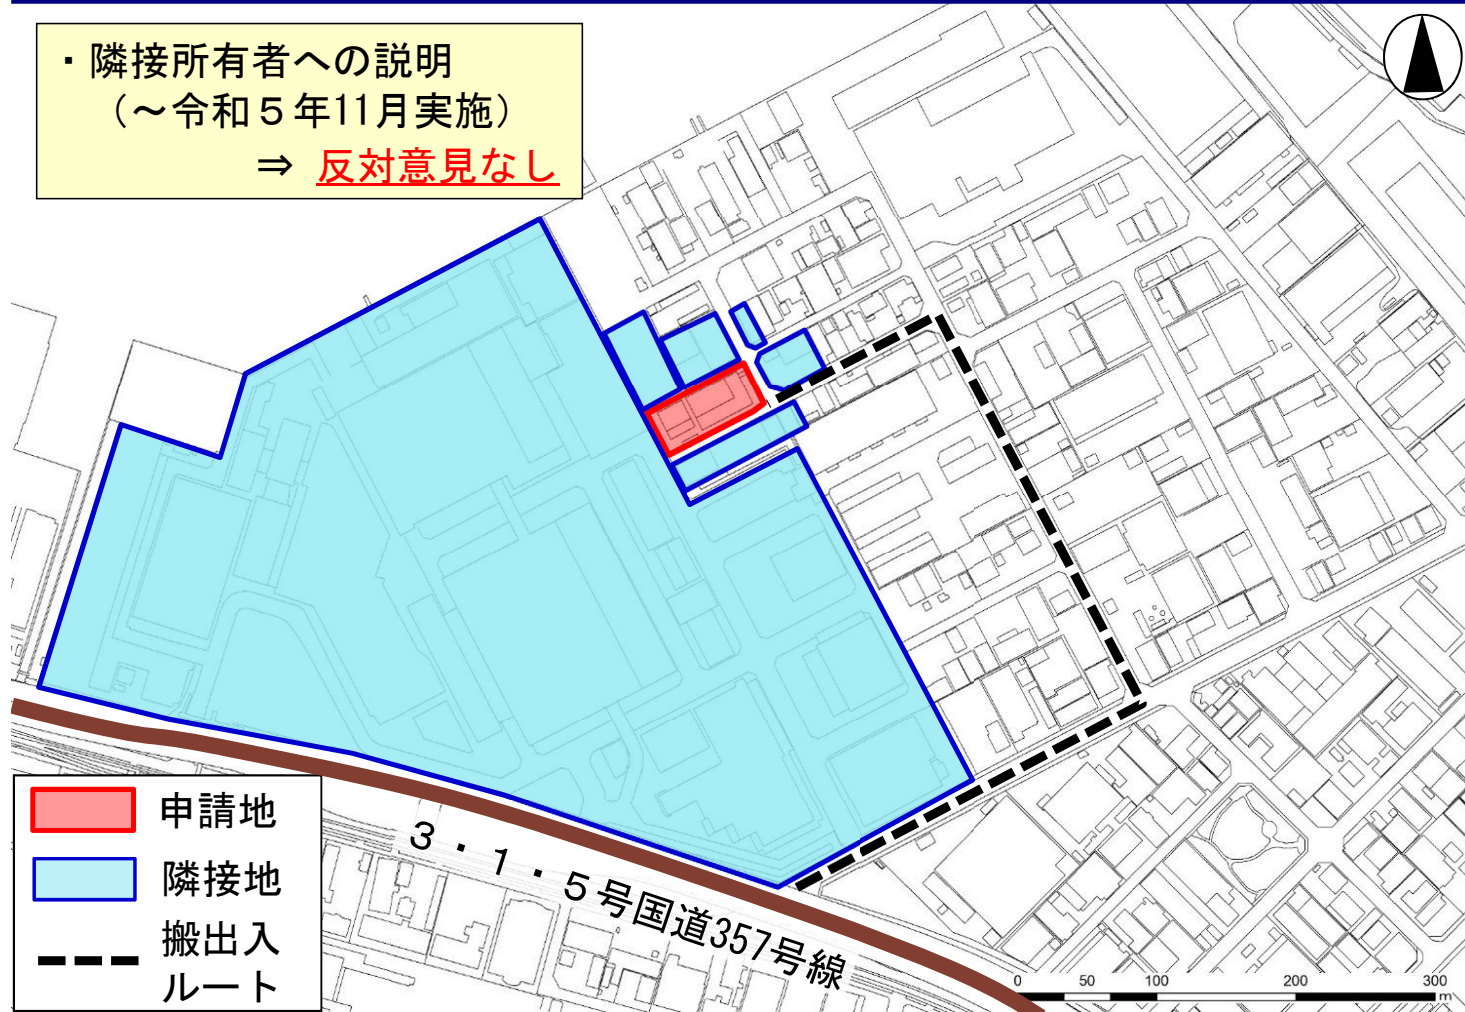 ・隣接所有者への説明
（～令和５年11月実施）
⇒ 反対意見なし
申請地
隣接地
搬出入
ルート
３・１・５号国道357号線
0 50 100 200 300
m